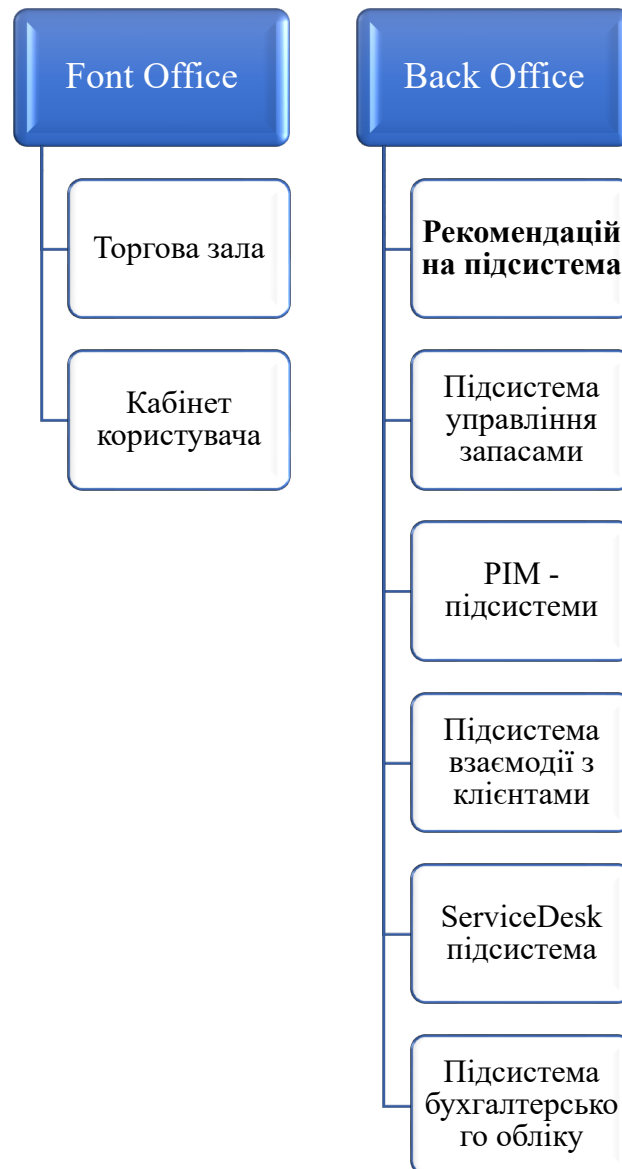 Font Office
Торгова зала
Кабінет
користувача
Back Office
Рекомендацій
на підсистема
Підсистема
управління
запасами
PIM -
підсистеми
Підсистема
взаємодії з
клієнтами
ServiceDesk
підсистема
Підсистема
бухгалтерсько
го обліку